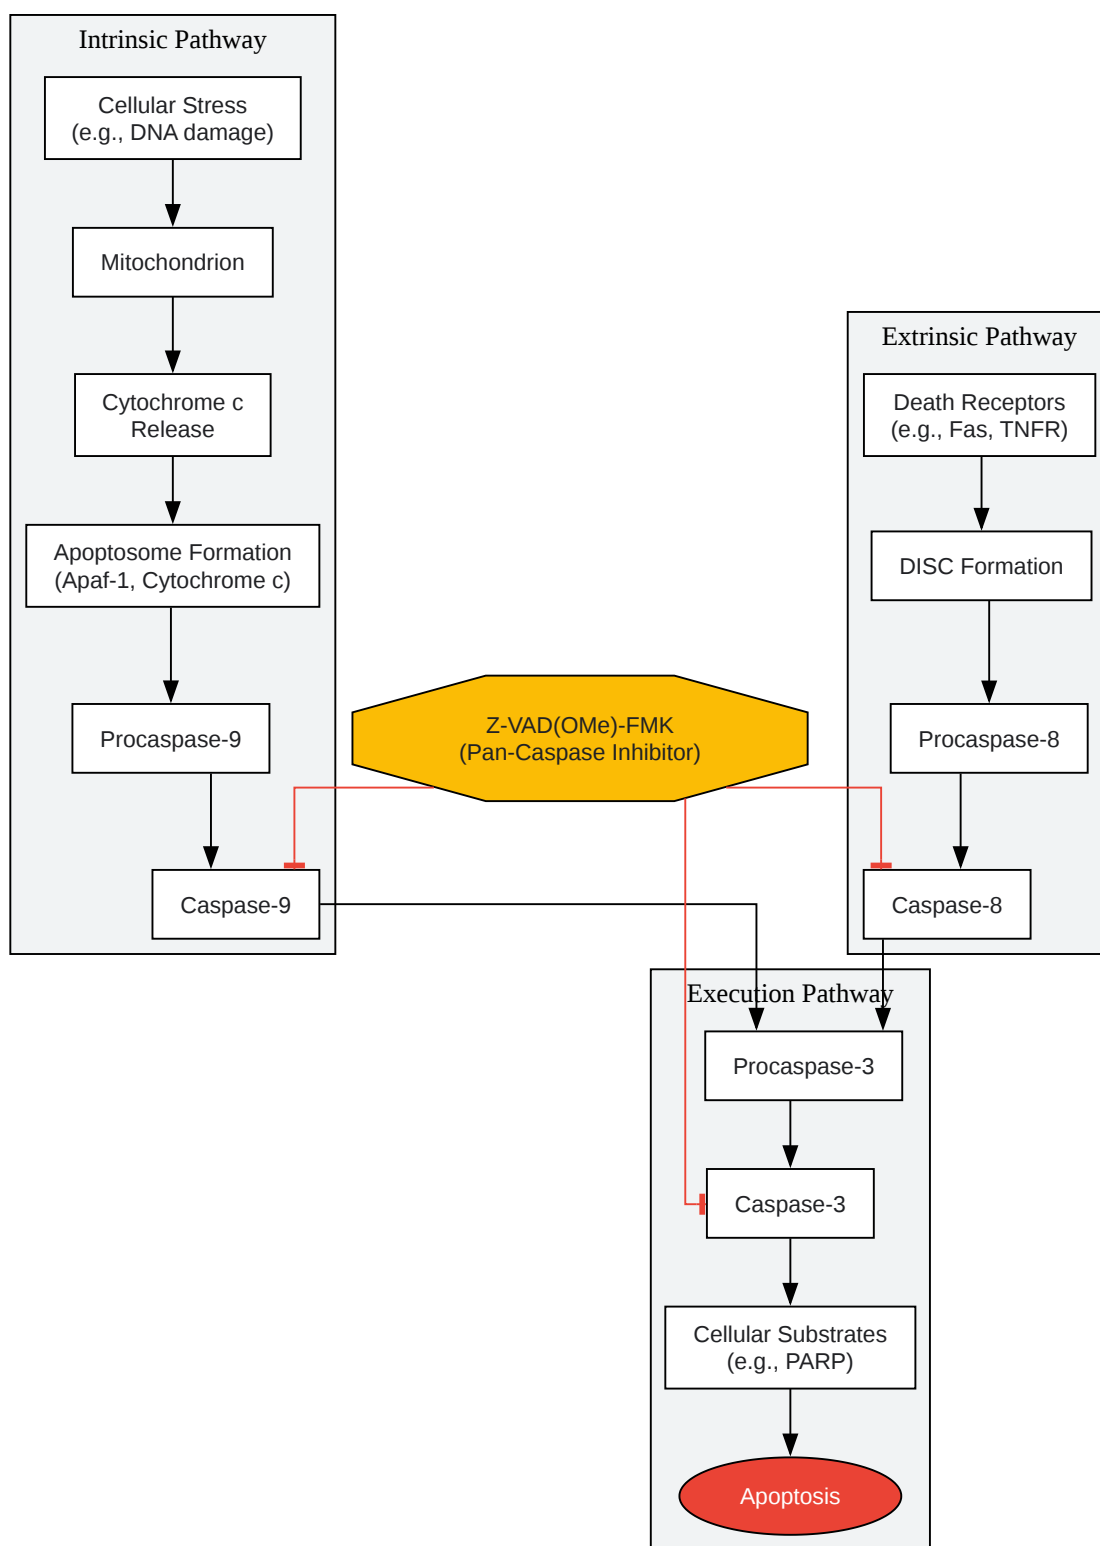 Intrinsic Pathway
Cellular Stress
(e.g., DNA damage)
Mitochondrion
Cytochrome c
Release
Apoptosome Formation
(Apaf-1, Cytochrome c)
Procaspase-9
Caspase-9
Z-VAD(OMe)-FMK
(Pan-Caspase Inhibitor)
Extrinsic Pathway
Death Receptors
(e.g., Fas, TNFR)
DISC Formation
Procaspase-8
Caspase-8
Execution Pathway
Procaspase-3
Caspase-3
Cellular Substrates
(e.g., PARP)
Apoptosis